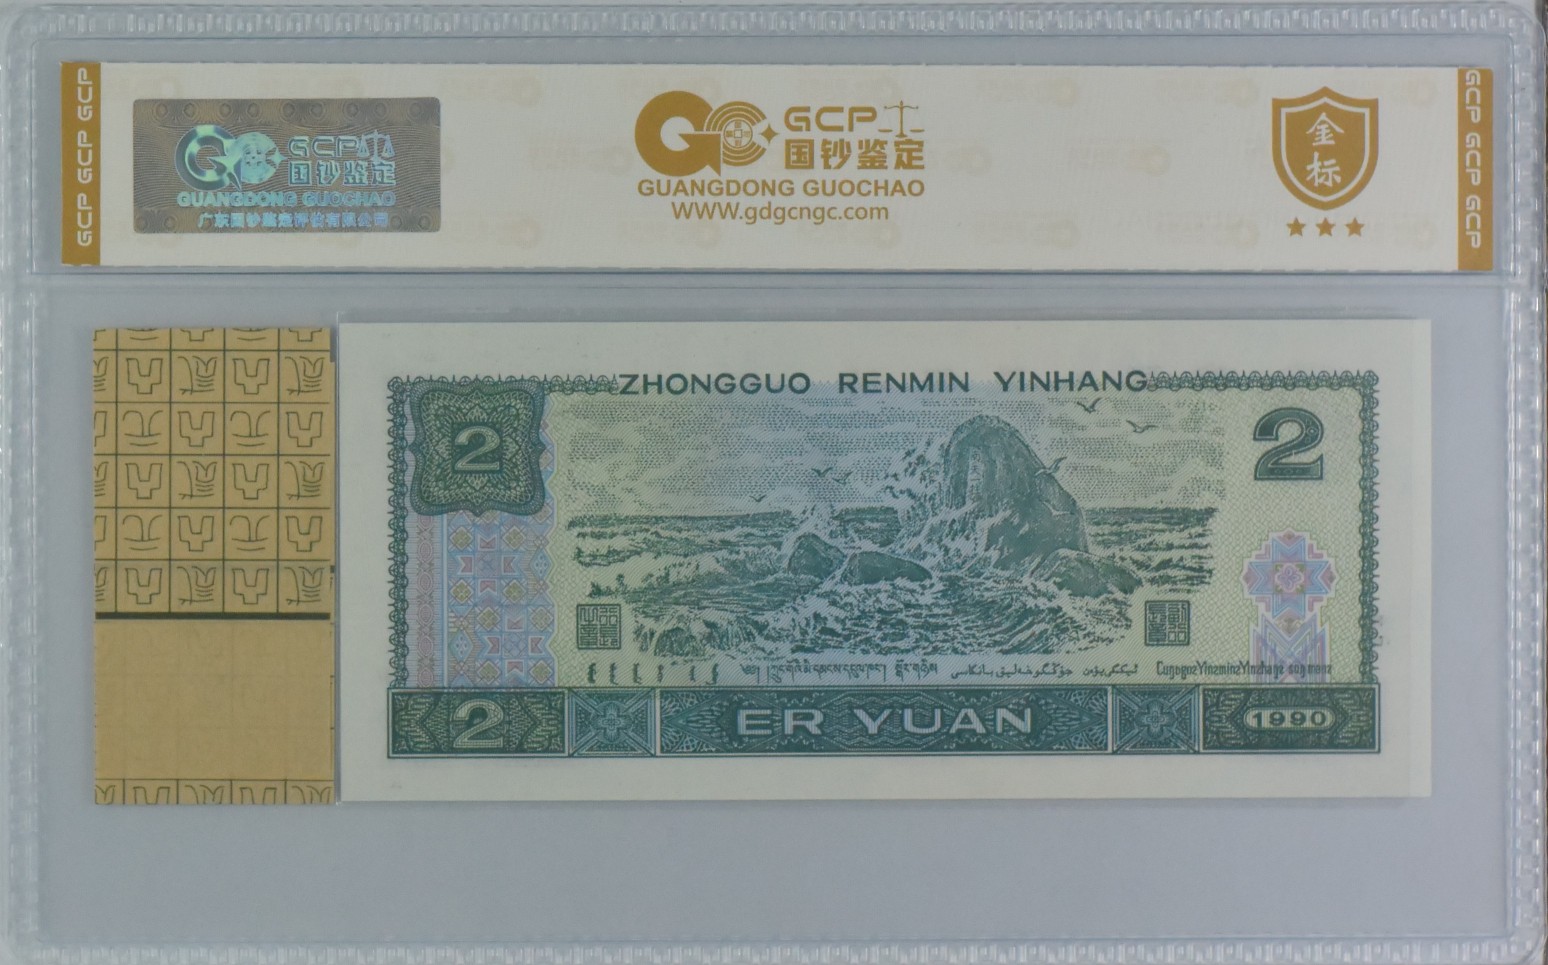 GCP GCP GCP
GCP
国钞鉴定
GUANGDONG GUOCHAO
广东国钞鉴定评估有限公司
GCP
国钞鉴定
GUANGDONG GUOCHAO
WWW.gdgcngc.com
金
标
GCP GCP GCP
ZHONGGUO RENMIN YINHANG
2
2
2
ER YUAN
1990